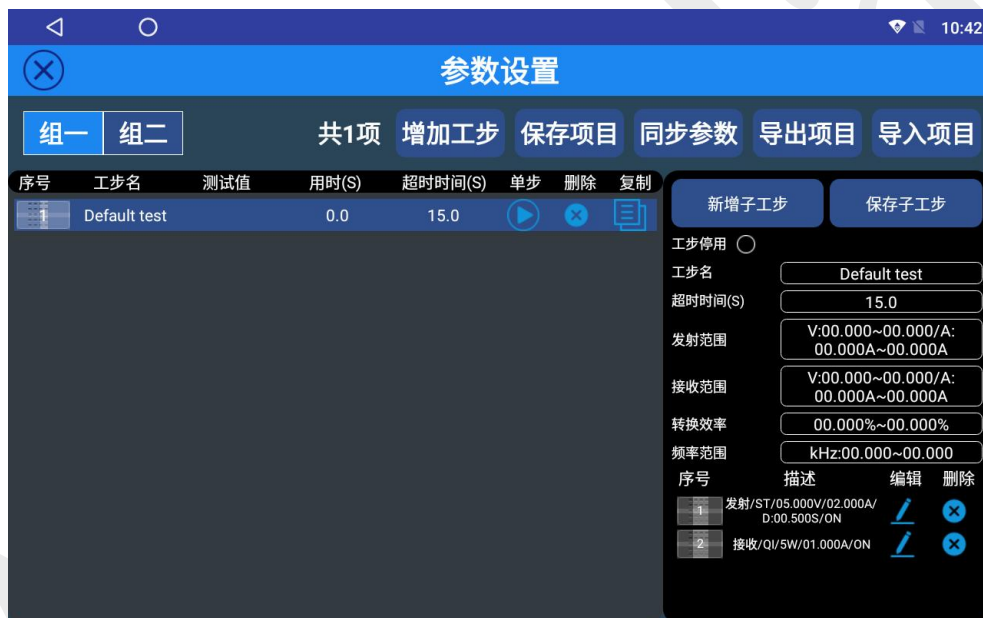 10:42
参数设置
组一 组二 共1项 增加工步 保存项目 同步参数 导出项目 导入项目
序号 工步名 测试值 用时(S) 超时时间(S) 单步 删除 复制
1 Default test 0.0 15.0
新增子工步 保存子工步
工步停用
工步名 Default test
超时时间(S) 15.0
发射范围 V:00.000~00.000/A:
00.000A~00.000A
接收范围 V:00.000~00.000/A:
00.000A~00.000A
转换效率 00.000%~00.000%
频率范围 kHz:00.000~00.000
序号 描述 编辑 删除
1 发射/ST/05.000V/02.000A/
D:00.500S/ON
2 接收/QI/5W/01.000A/ON